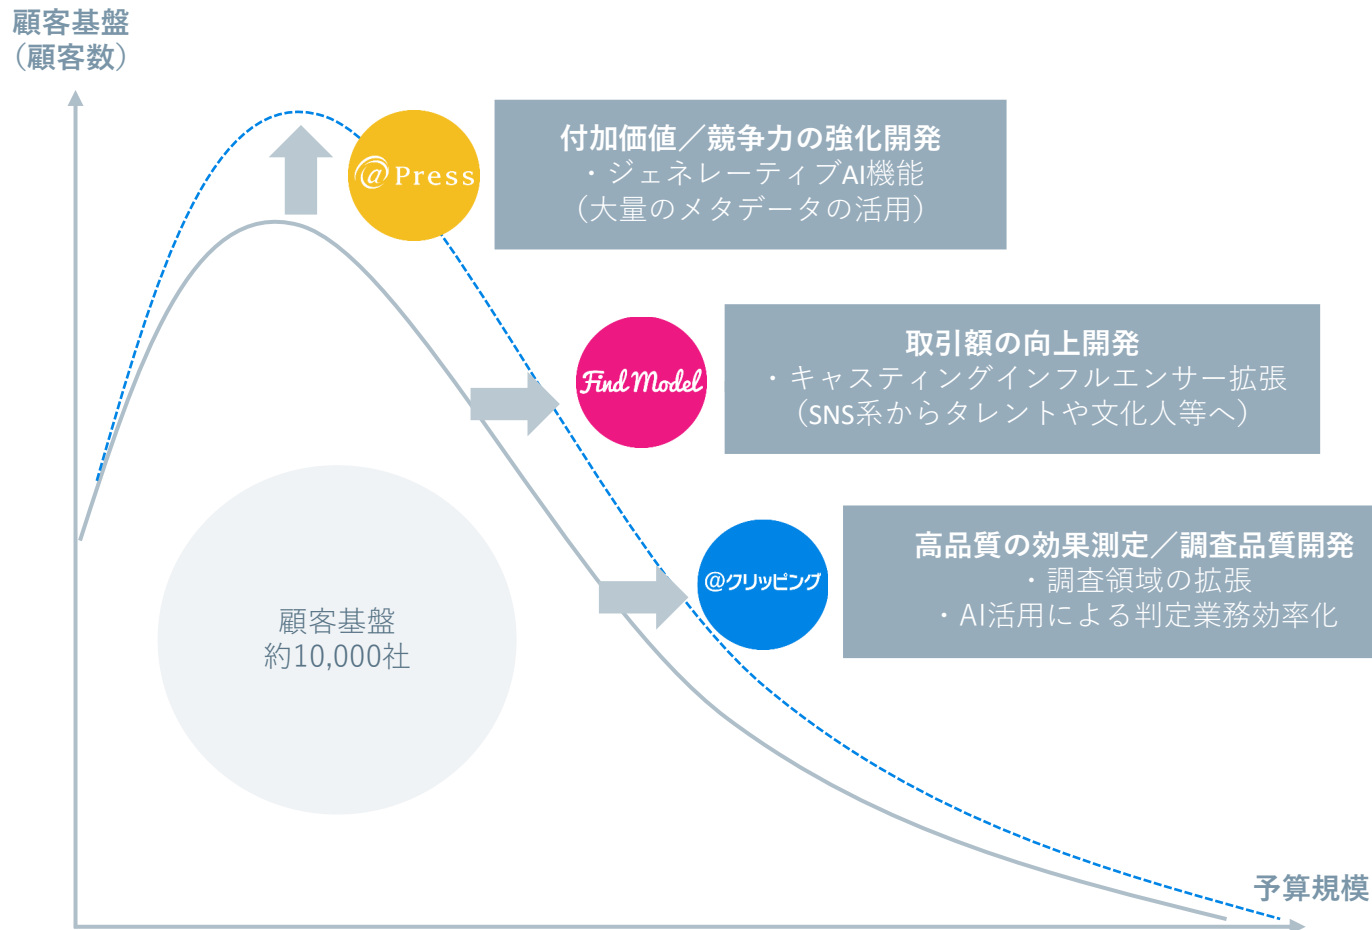 顧客基盤
（顧客数）
@Press
付加価値／競争力の強化開発
・ジェネレーティブAI機能
（大量のメタデータの活用）
Find Model
取引額の向上開発
・キャスティングインフルエンサー拡張
（SNS系からタレントや文化人等へ）
@クリッピング
高品質の効果測定／調査品質開発
・調査領域の拡張
・AI活用による判定業務効率化
顧客基盤
約10,000社
予算規模